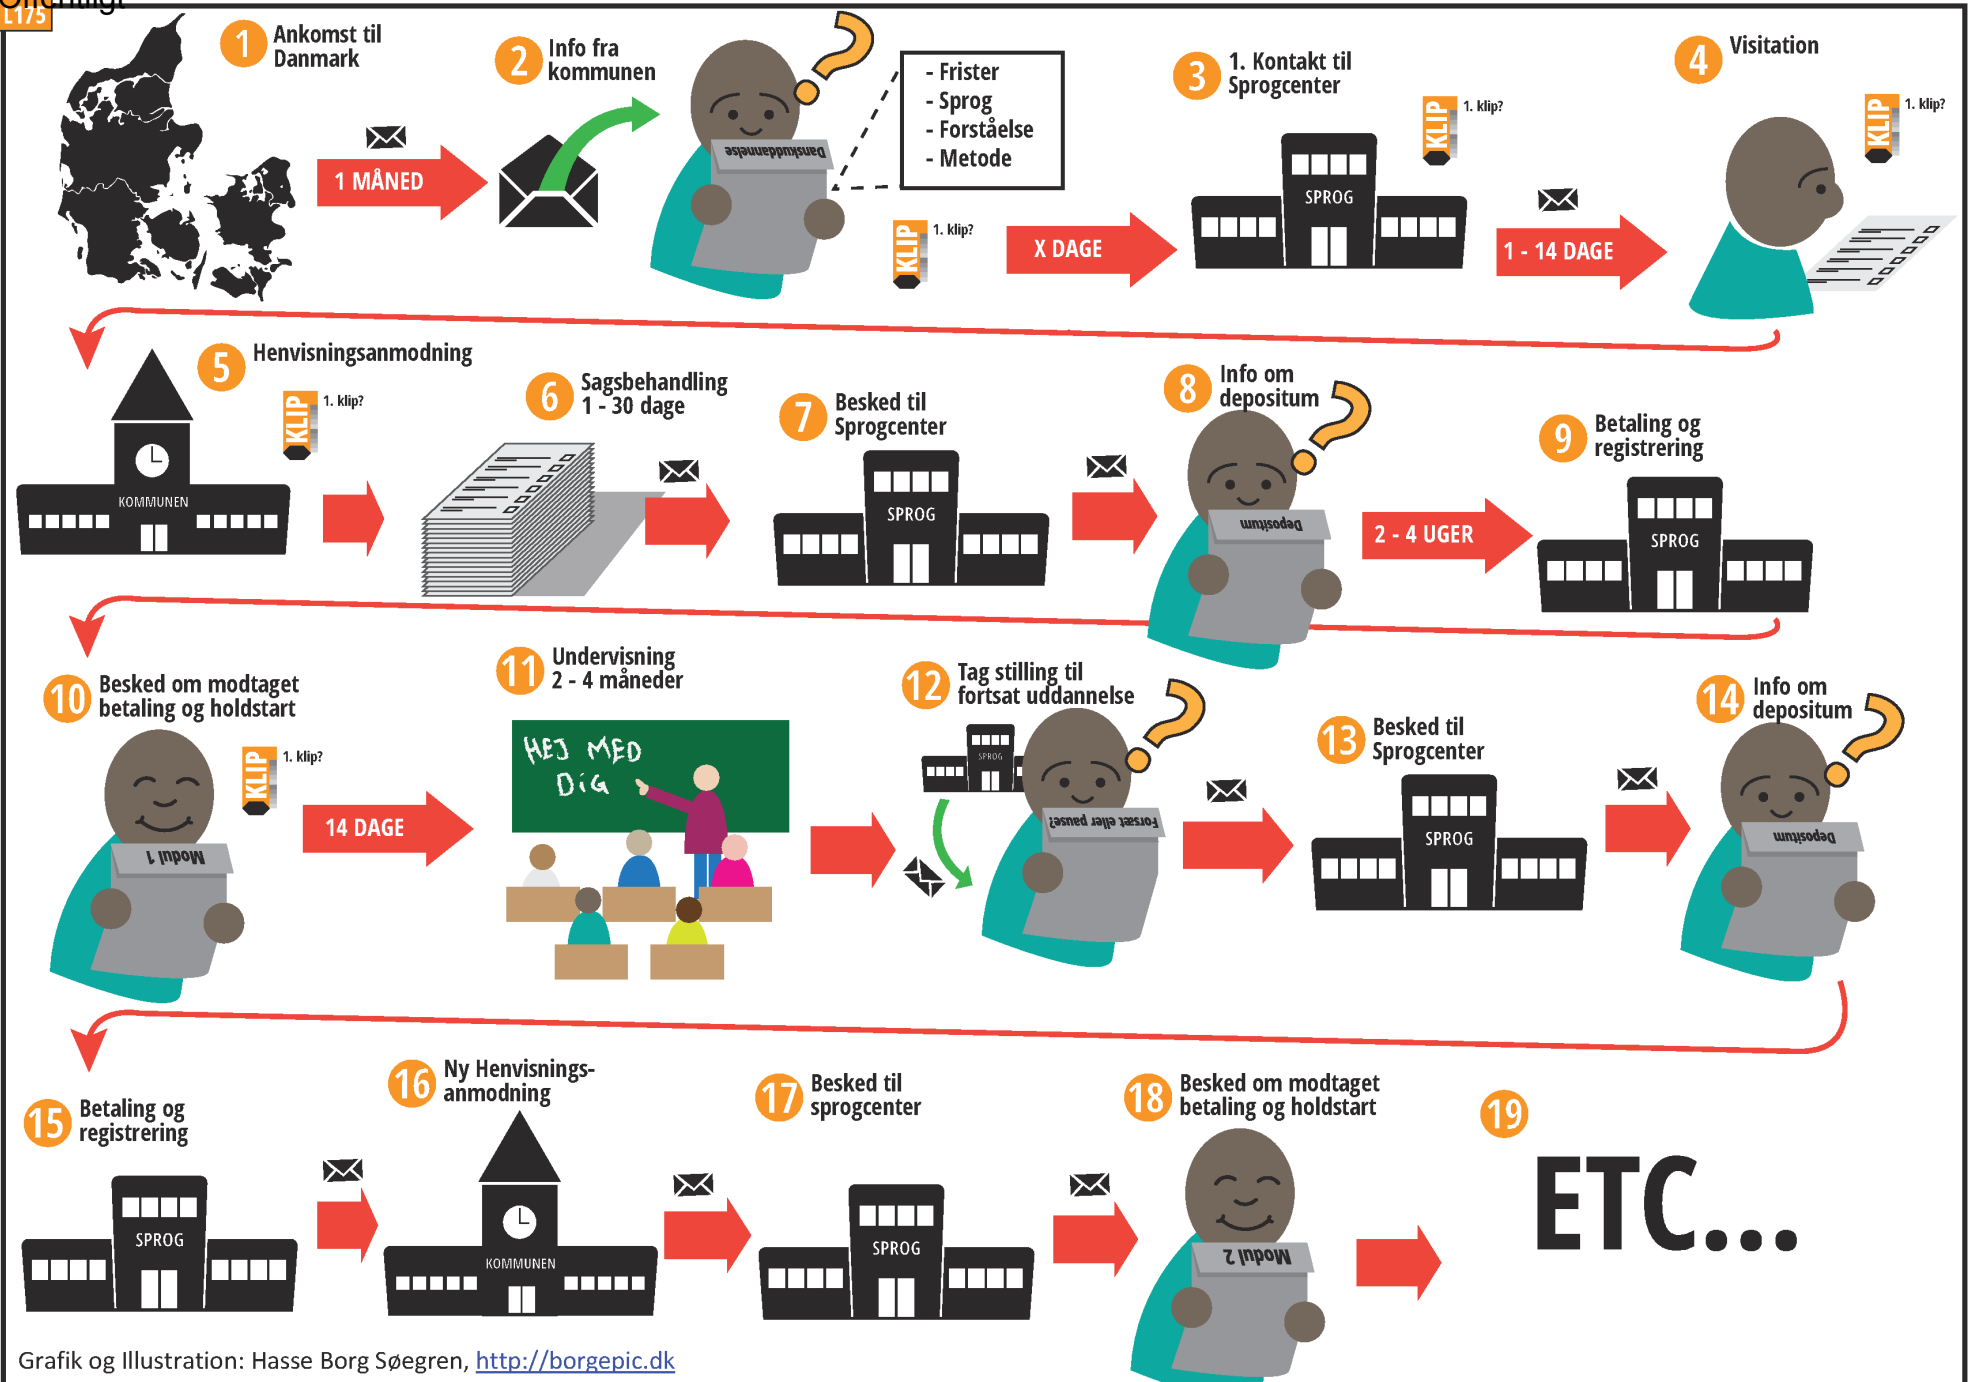 Offentligt
L175
1 Ankomst til
Danmark
1 MÅNED
2 Info fra
kommunen
Danskuddannelse
- Frister
- Sprog
- Forståelse
- Metode
KLIP 1. klip?
X DAGE
3 1. Kontakt til
Sprogcenter
KLIP 1. klip?
SPROG
1 - 14 DAGE
4 Visitation
KLIP 1. klip?
5 Henvisningsanmodning
KLIP 1. klip?
KOMMUNEN
6 Sagsbehandling
1 - 30 dage
7 Besked til
Sprogcenter
SPROG
8 Info om
depositum
Depositum
2 - 4 UGER
9 Betaling og
registrering
SPROG
10 Besked om modtaget
betaling og holdstart
KLIP 1. klip?
Modul 1
14 DAGE
11 Undervisning
2 - 4 måneder
HEJ MED
DiG
12 Tag stilling til
fortsat uddannelse
SPROG
Forsæt eller pause?
13 Besked til
Sprogcenter
SPROG
14 Info om
depositum
Depositum
15 Betaling og
registrering
SPROG
16 Ny Henvisnings-
anmodning
KOMMUNEN
17 Besked til
sprogcenter
SPROG
18 Besked om modtaget
betaling og holdstart
Modul 2
19
ETC...
Grafik og Illustration: Hasse Borg Søegren, http://borgepic.dk